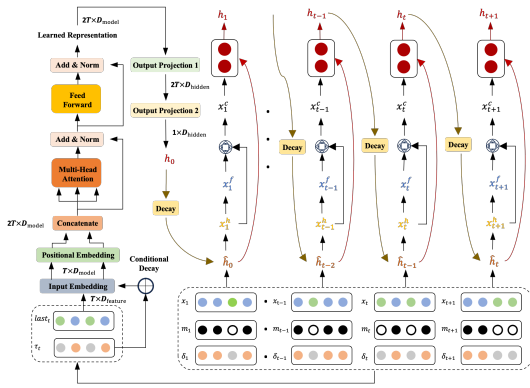 2T×D_model
Learned Representation
Add & Norm
Feed
Forward
Add & Norm
Multi-Head
Attention
2T×D_model
Concatenate
Positional Embedding
T×D_model
Conditional
Decay
Input Embedding
T×D_feature
last_t
τ_t
Output Projection 1
2T×D_hidden
Output Projection 2
1×D_hidden
h_0
Decay
h_1
x_1^c
x_1^f
x_1^h
ĥ_0
h_{t-1}
x_{t-1}^c
Decay
x_{t-1}^f
x_{t-1}^h
ĥ_{t-2}
h_t
x_t^c
Decay
x_t^f
x_t^h
ĥ_{t-1}
h_{t+1}
x_{t+1}^c
Decay
x_{t+1}^f
x_{t+1}^h
ĥ_t
x_1 x_{t-1} x_t x_{t+1}
m_1 m_{t-1} m_t m_{t+1}
δ_1 δ_{t-1} δ_t δ_{t+1}